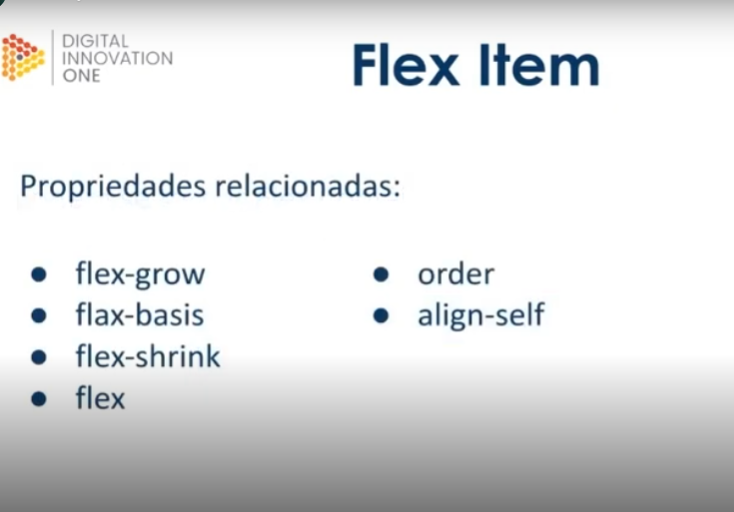 DIGITAL
INNOVATION
ONE
Flex Item
Propriedades relacionadas:
flex-grow
flax-basis
flex-shrink
flex
order
align-self